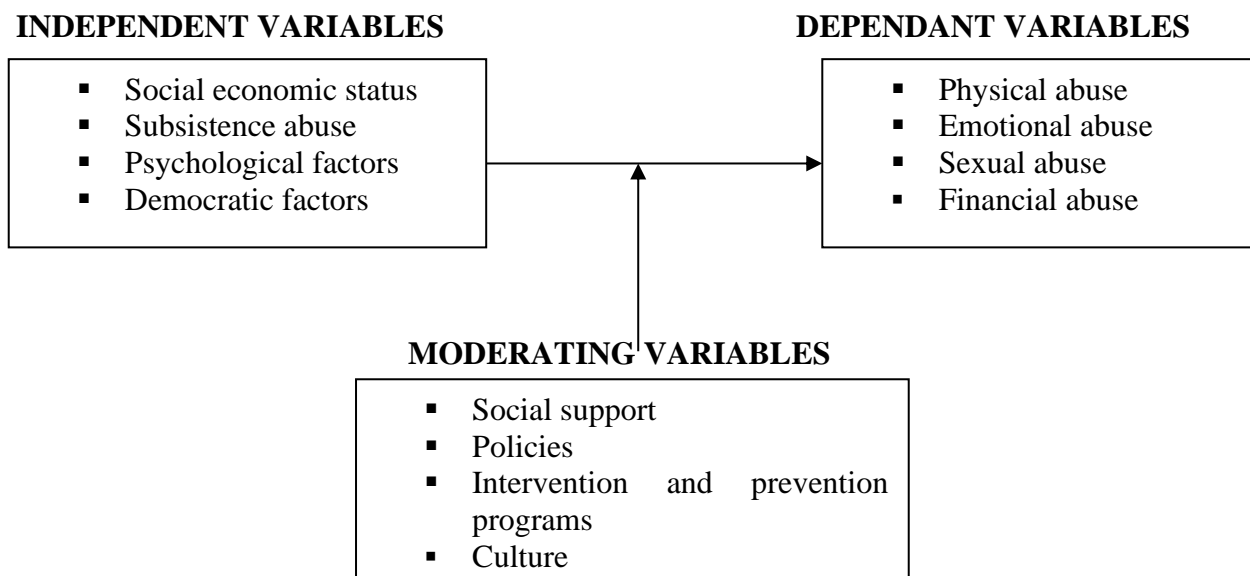 INDEPENDENT VARIABLES
▪ Social economic status
▪ Subsistence abuse
▪ Psychological factors
▪ Democratic factors
DEPENDANT VARIABLES
▪ Physical abuse
▪ Emotional abuse
▪ Sexual abuse
▪ Financial abuse
MODERATING VARIABLES
▪ Social support
▪ Policies
▪ Intervention and prevention
programs
▪ Culture